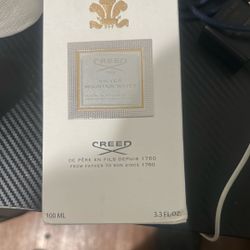 CREED
SILVER
MOUNTAIN WATER
CREED
DE PÈRE EN FILS DEPUIS 1760
FROM FATHER TO SON SINCE 1760
100 ML 3.3 FL.OZ.